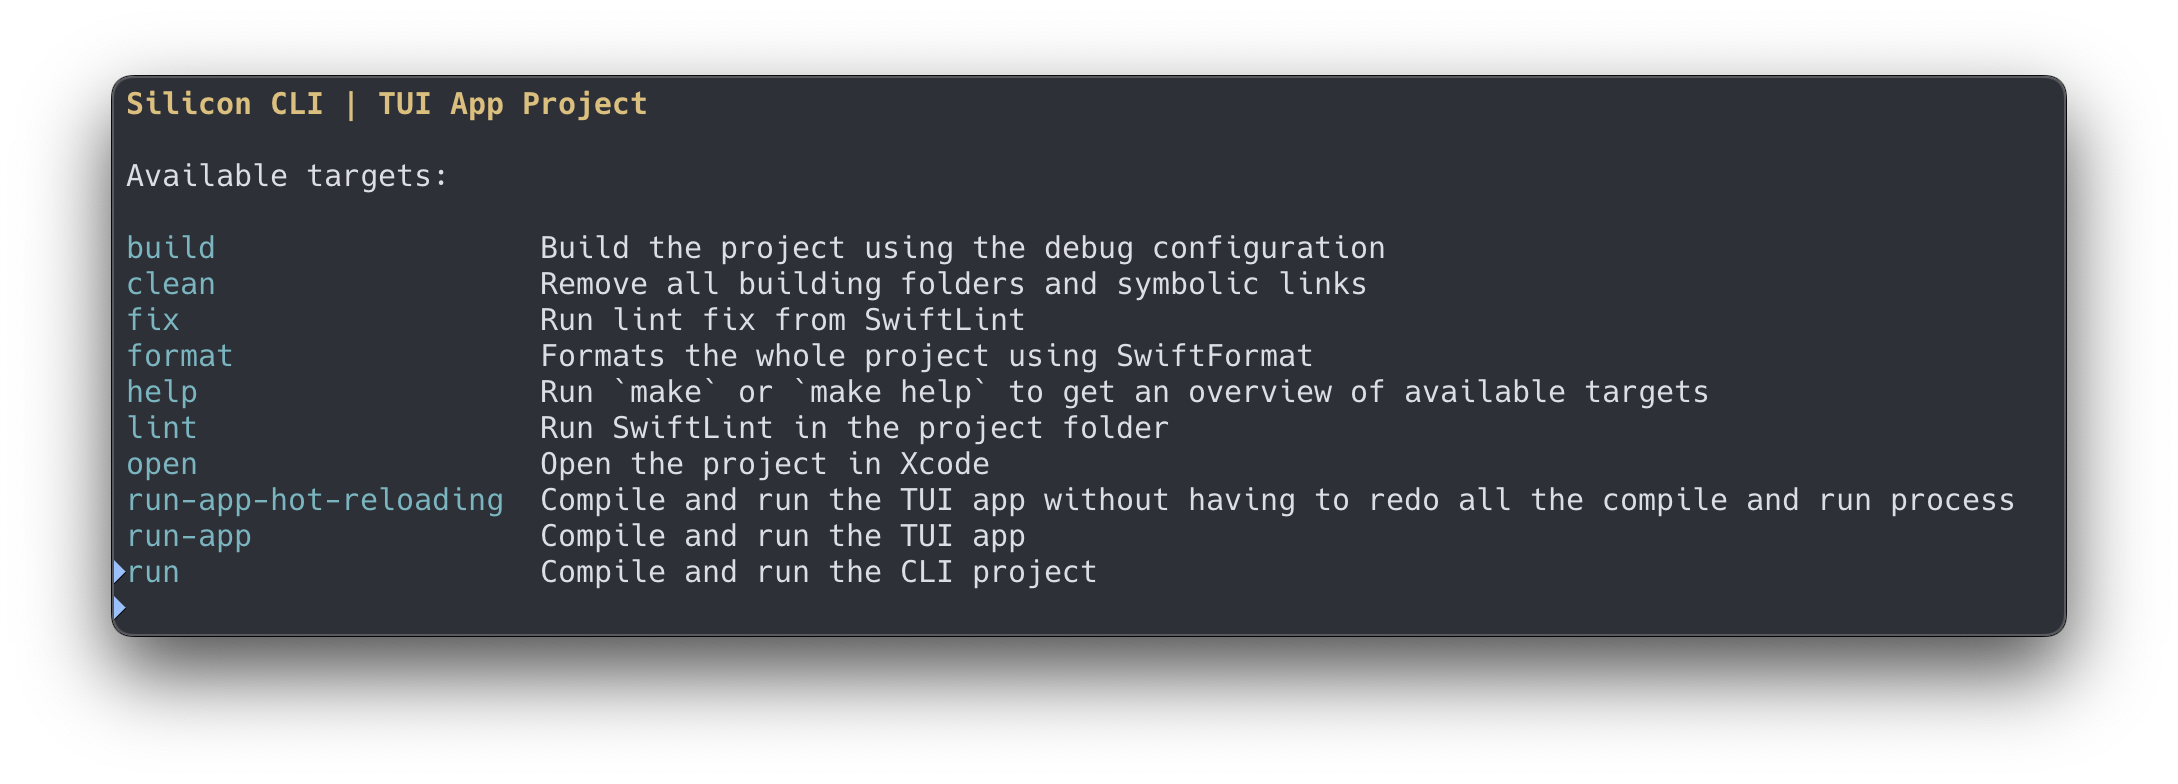 Silicon CLI | TUI App Project
Available targets:
build Build the project using the debug configuration
clean Remove all building folders and symbolic links
fix Run lint fix from SwiftLint
format Formats the whole project using SwiftFormat
help Run `make` or `make help` to get an overview of available targets
lint Run SwiftLint in the project folder
open Open the project in Xcode
run-app-hot-reloading Compile and run the TUI app without having to redo all the compile and run process
run-app Compile and run the TUI app
run Compile and run the CLI project